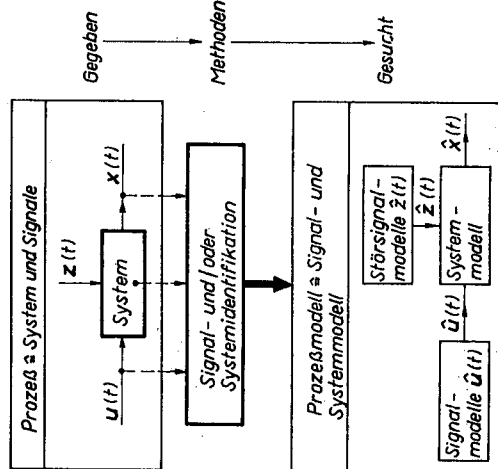 Prozeß ≙ System und Signale
z(t)
u(t)
System
x(t)
Signal- und/oder
Systemidentifikation
Prozeßmodell ≙ Signal- und
Systemmodell
Störsignal-
modelle ẑ(t)
ẑ(t)
Signal-
modelle û(t)
û(t)
System-
modell
x̂(t)
Gegeben
Methoden
Gesucht